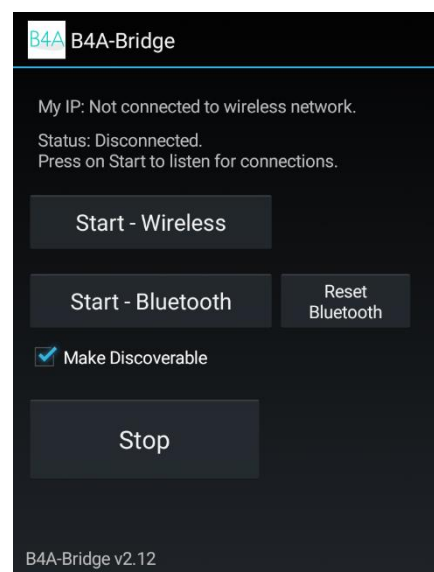 B4A B4A-Bridge
My IP: Not connected to wireless network.
Status: Disconnected.
Press on Start to listen for connections.
Start - Wireless
Start - Bluetooth
Reset
Bluetooth
Make Discoverable
Stop
B4A-Bridge v2.12